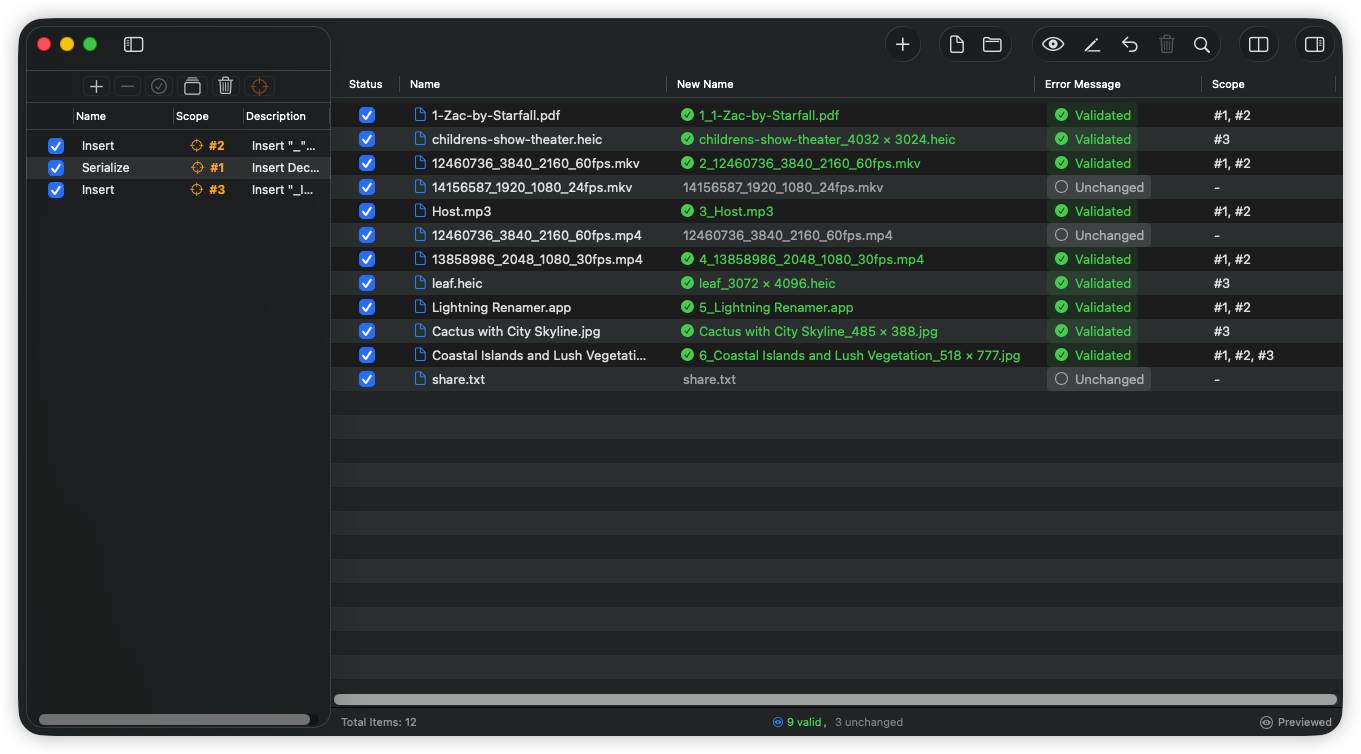 Name Scope Description
Insert #2 Insert "_"...
Serialize #1 Insert Dec...
Insert #3 Insert "_I...
Status Name New Name Error Message Scope
1-Zac-by-Starfall.pdf 1_1-Zac-by-Starfall.pdf Validated #1, #2
childrens-show-theater.heic childrens-show-theater_4032 × 3024.heic Validated #3
12460736_3840_2160_60fps.mkv 2_12460736_3840_2160_60fps.mkv Validated #1, #2
14156587_1920_1080_24fps.mkv 14156587_1920_1080_24fps.mkv Unchanged -
Host.mp3 3_Host.mp3 Validated #1, #2
12460736_3840_2160_60fps.mp4 12460736_3840_2160_60fps.mp4 Unchanged -
13858986_2048_1080_30fps.mp4 4_13858986_2048_1080_30fps.mp4 Validated #1, #2
leaf.heic leaf_3072 × 4096.heic Validated #3
Lightning Renamer.app 5_Lightning Renamer.app Validated #1, #2
Cactus with City Skyline.jpg Cactus with City Skyline_485 × 388.jpg Validated #3
Coastal Islands and Lush Vegetati... 6_Coastal Islands and Lush Vegetation_518 × 777.jpg Validated #1, #2, #3
share.txt share.txt Unchanged -
Total Items: 12 9 valid, 3 unchanged Previewed